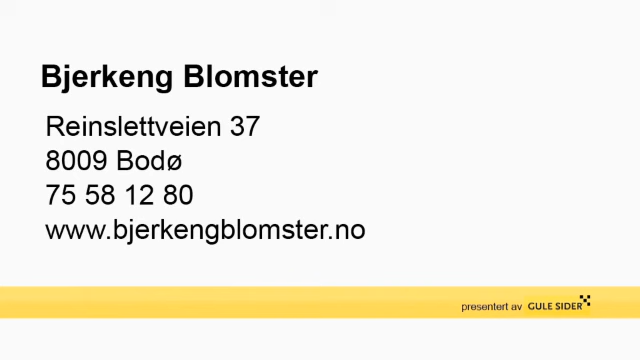 Bjerkeng Blomster
Reinslettveien 37
8009 Bodø
75 58 12 80
www.bjerkengblomster.no
presentert av GULE SIDER